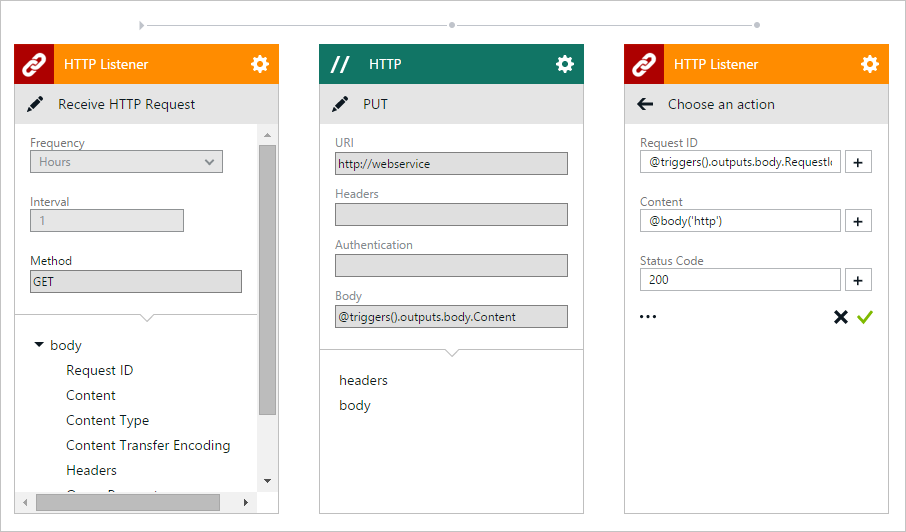 HTTP Listener
Receive HTTP Request
Frequency
Hours
Interval
1
Method
GET
body
Request ID
Content
Content Type
Content Transfer Encoding
Headers
// HTTP
PUT
URI
http://webservice
Headers
Authentication
Body
@triggers().outputs.body.Content
headers
body
HTTP Listener
Choose an action
Request ID
@triggers().outputs.body.RequestI
+
Content
@body('http')
+
Status Code
200
+